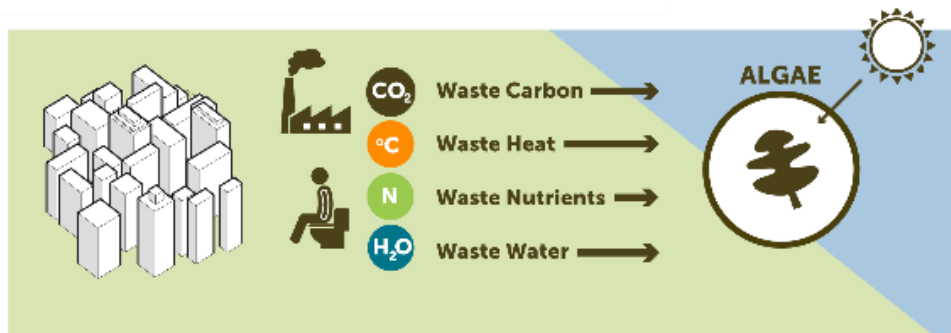 ALGAE
CO₂ Waste Carbon
°C Waste Heat
N Waste Nutrients
H₂O Waste Water